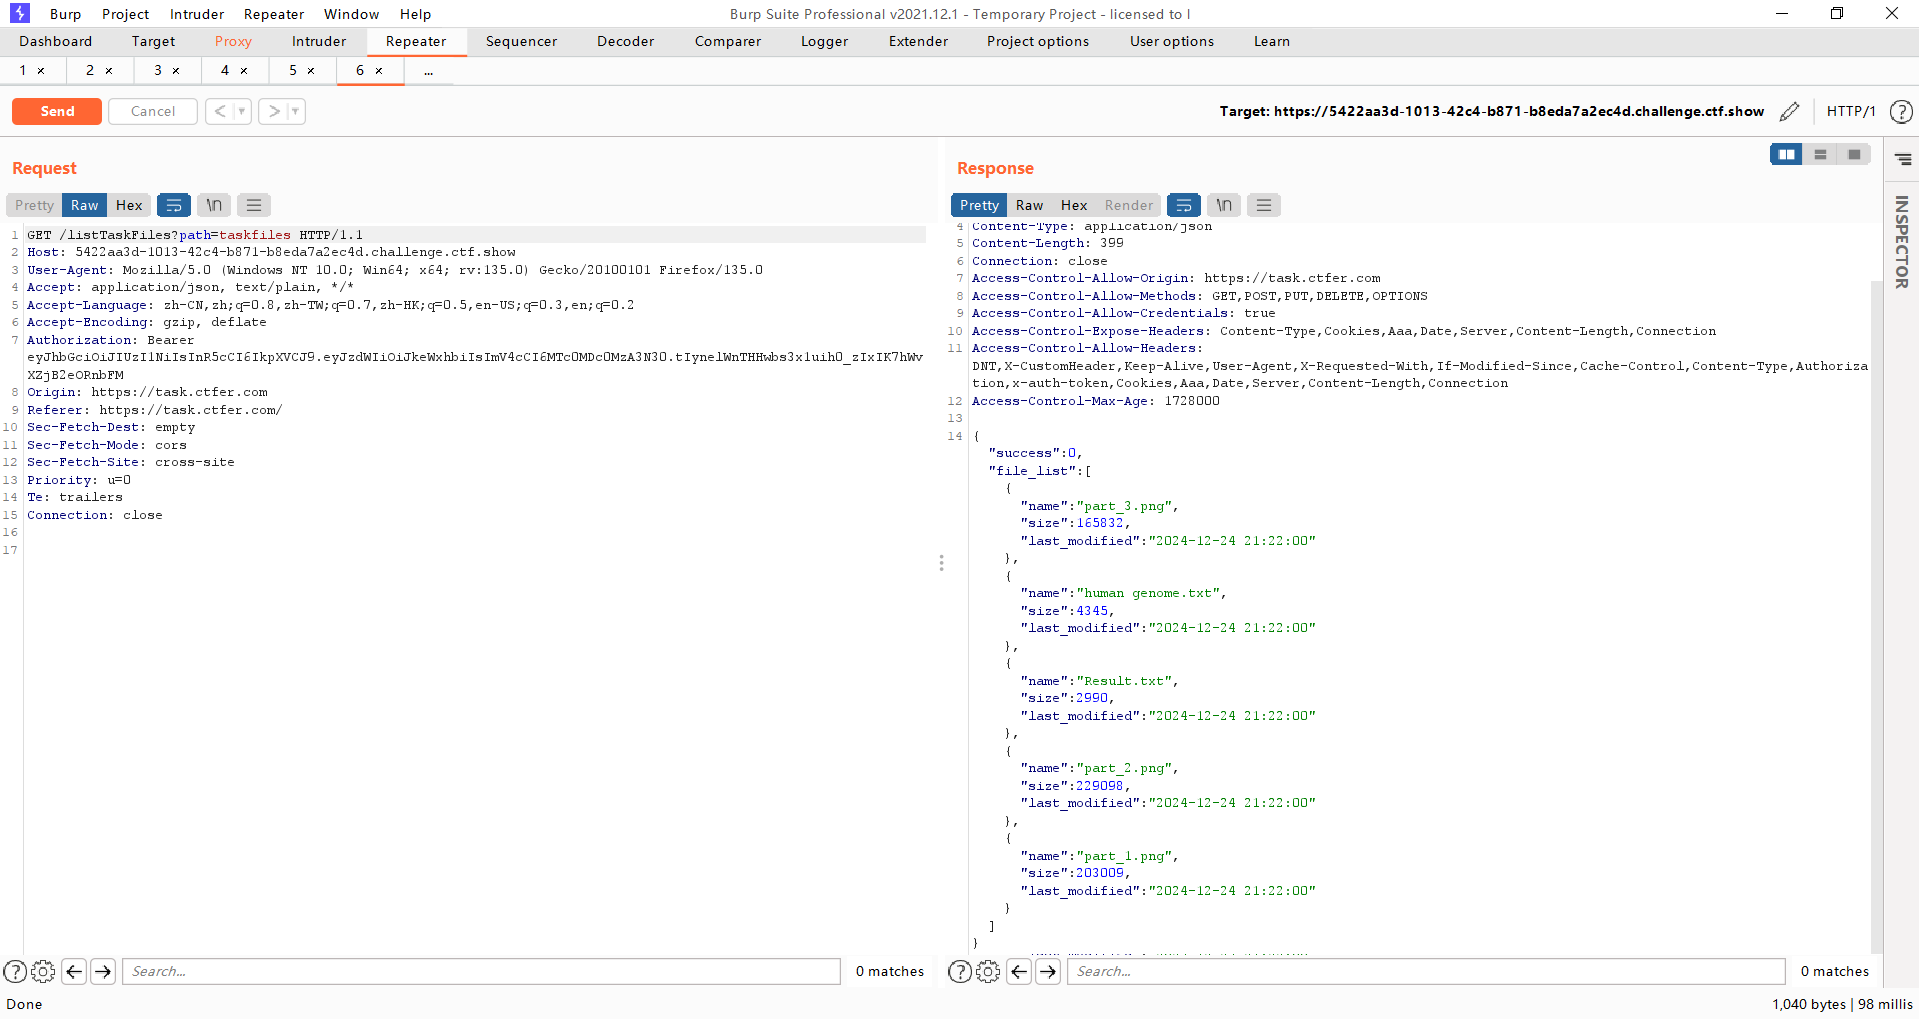 Burp Project Intruder Repeater Window Help
Burp Suite Professional v2021.12.1 - Temporary Project - licensed to l
Dashboard Target Proxy Intruder Repeater Sequencer Decoder Comparer Logger Extender Project options User options Learn
1 × 2 × 3 × 4 × 5 × 6 × ...
Send Cancel < >
Target: https://5422aa3d-1013-42c4-b871-b8eda7a2ec4d.challenge.ctf.show HTTP/1 ?
Request
Pretty Raw Hex \n
1 GET /listTaskFiles?path=taskfiles HTTP/1.1
2 Host: 5422aa3d-1013-42c4-b871-b8eda7a2ec4d.challenge.ctf.show
3 User-Agent: Mozilla/5.0 (Windows NT 10.0; Win64; x64; rv:135.0) Gecko/20100101 Firefox/135.0
4 Accept: application/json, text/plain, */*
5 Accept-Language: zh-CN,zh;q=0.8,zh-TW;q=0.7,zh-HK;q=0.5,en-US;q=0.3,en;q=0.2
6 Accept-Encoding: gzip, deflate
7 Authorization: Bearer
8 Origin: https://task.ctfer.com
9 Referer: https://task.ctfer.com/
10 Sec-Fetch-Dest: empty
11 Sec-Fetch-Mode: cors
12 Sec-Fetch-Site: cross-site
13 Priority: u=0
14 Te: trailers
15 Connection: close
16
17
Response
Pretty Raw Hex Render \n
INSPECTOR
4 Content-Type: application/json
5 Content-Length: 399
6 Connection: close
7 Access-Control-Allow-Origin: https://task.ctfer.com
8 Access-Control-Allow-Methods: GET,POST,PUT,DELETE,OPTIONS
9 Access-Control-Allow-Credentials: true
10 Access-Control-Expose-Headers: Content-Type,Cookies,Aaa,Date,Server,Content-Length,Connection
11 Access-Control-Allow-Headers:
DNT,X-CustomHeader,Keep-Alive,User-Agent,X-Requested-With,If-Modified-Since,Cache-Control,Content-Type,Authoriza
tion,x-auth-token,Cookies,Aaa,Date,Server,Content-Length,Connection
12 Access-Control-Max-Age: 1728000
13
14 {
"success":0,
"file_list":[
{
"name":"part_3.png",
"size":165832,
"last_modified":"2024-12-24 21:22:00"
},
{
"name":"human genome.txt",
"size":4345,
"last_modified":"2024-12-24 21:22:00"
},
{
"name":"Result.txt",
"size":2990,
"last_modified":"2024-12-24 21:22:00"
},
{
"name":"part_2.png",
"size":229098,
"last_modified":"2024-12-24 21:22:00"
},
{
"name":"part_1.png",
"size":203009,
"last_modified":"2024-12-24 21:22:00"
}
]
}
? Search... 0 matches
? Search... 0 matches
Done
1,040 bytes | 98 millis